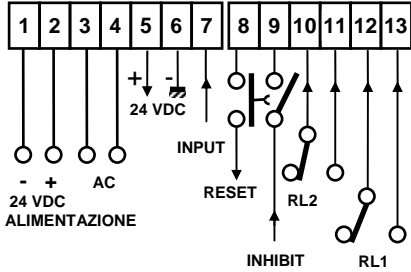 1 2 3 4 5 6 7 8 9 10 11 12 13
+ -
24 VDC
INPUT
RESET
RL2
- + AC
24 VDC
ALIMENTAZIONE
INHIBIT RL1